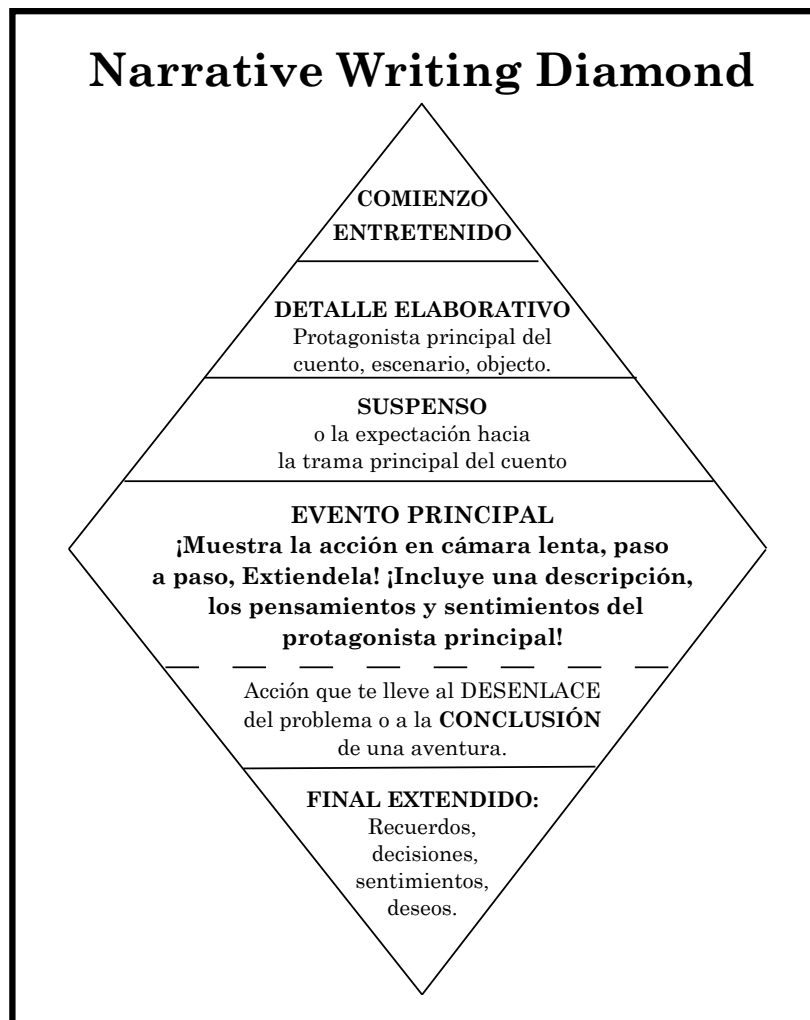 Narrative Writing Diamond
COMIENZO
ENTRETENIDO
DETALLE ELABORATIVO
Protagonista principal del
cuento, escenario, objecto.
SUSPENSO
o la expectación hacia
la trama principal del cuento
EVENTO PRINCIPAL
¡Muestra la acción en cámara lenta, paso
a paso, Extiendela! ¡Incluye una descripción,
los pensamientos y sentimientos del
protagonista principal!
Acción que te lleve al DESENLACE
del problema o a la CONCLUSIÓN
de una aventura.
FINAL EXTENDIDO:
Recuerdos,
decisiones,
sentimientos,
deseos.